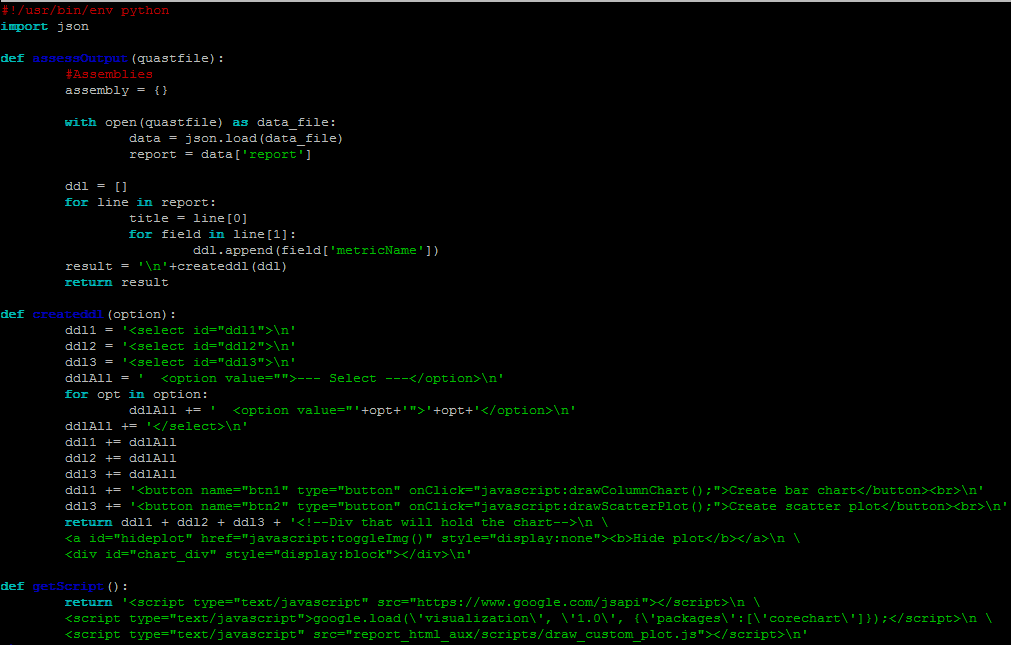 #!/usr/bin/env python
import json
def assessOutput(quastfile):
#Assemblies
assembly = {}
with open(quastfile) as data_file:
data = json.load(data_file)
report = data['report']
ddl = []
for line in report:
title = line[0]
for field in line[1]:
ddl.append(field['metricName'])
result = '\n'+createddl(ddl)
return result
def createddl(option):
ddl1 = '<select id="ddl1">\n'
ddl2 = '<select id="ddl2">\n'
ddl3 = '<select id="ddl3">\n'
ddlAll = '  <option value="">--- Select ---</option>\n'
for opt in option:
ddlAll += '  <option value="'+opt+'">'+opt+'</option>\n'
ddlAll += '</select>\n'
ddl1 += ddlAll
ddl2 += ddlAll
ddl3 += ddlAll
ddl1 += '<button name="btn1" type="button" onClick="javascript:drawColumnChart();">Create bar chart</button><br>\n'
ddl3 += '<button name="btn2" type="button" onClick="javascript:drawScatterPlot();">Create scatter plot</button><br>\n'
return ddl1 + ddl2 + ddl3 + '<!--Div that will hold the chart-->\n \
<a id="hideplot" href="javascript:toggleImg()" style="display:none"><b>Hide plot</b></a>\n \
<div id="chart_div" style="display:block"></div>\n'
def getScript():
return '<script type="text/javascript" src="https://www.google.com/jsapi"></script>\n \
<script type="text/javascript">google.load(\'visualization\', \'1.0\', {\'packages\':[\'corechart\']});</script>\n \
<script type="text/javascript" src="report_html_aux/scripts/draw_custom_plot.js"></script>\n'